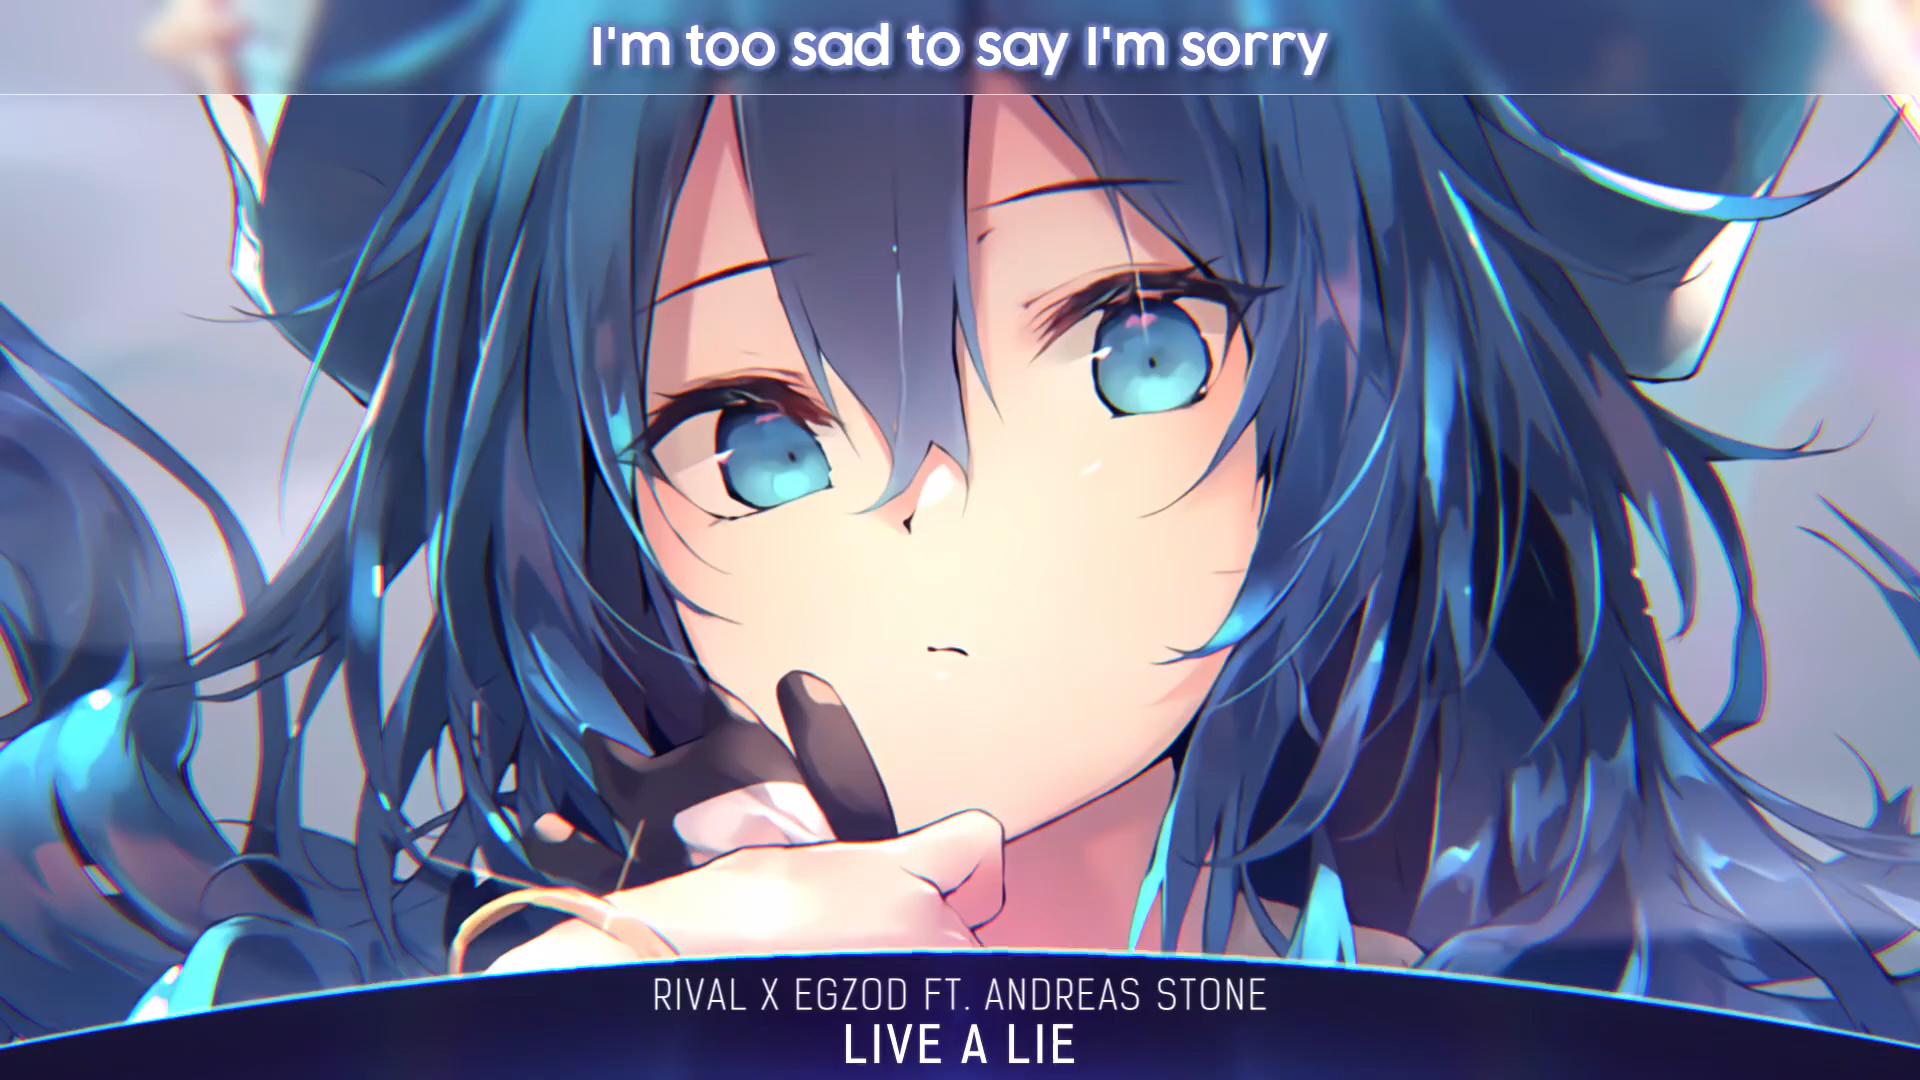 I'm too sad to say I'm sorry
RIVAL X EGZOD FT. ANDREAS STONE
LIVE A LIE